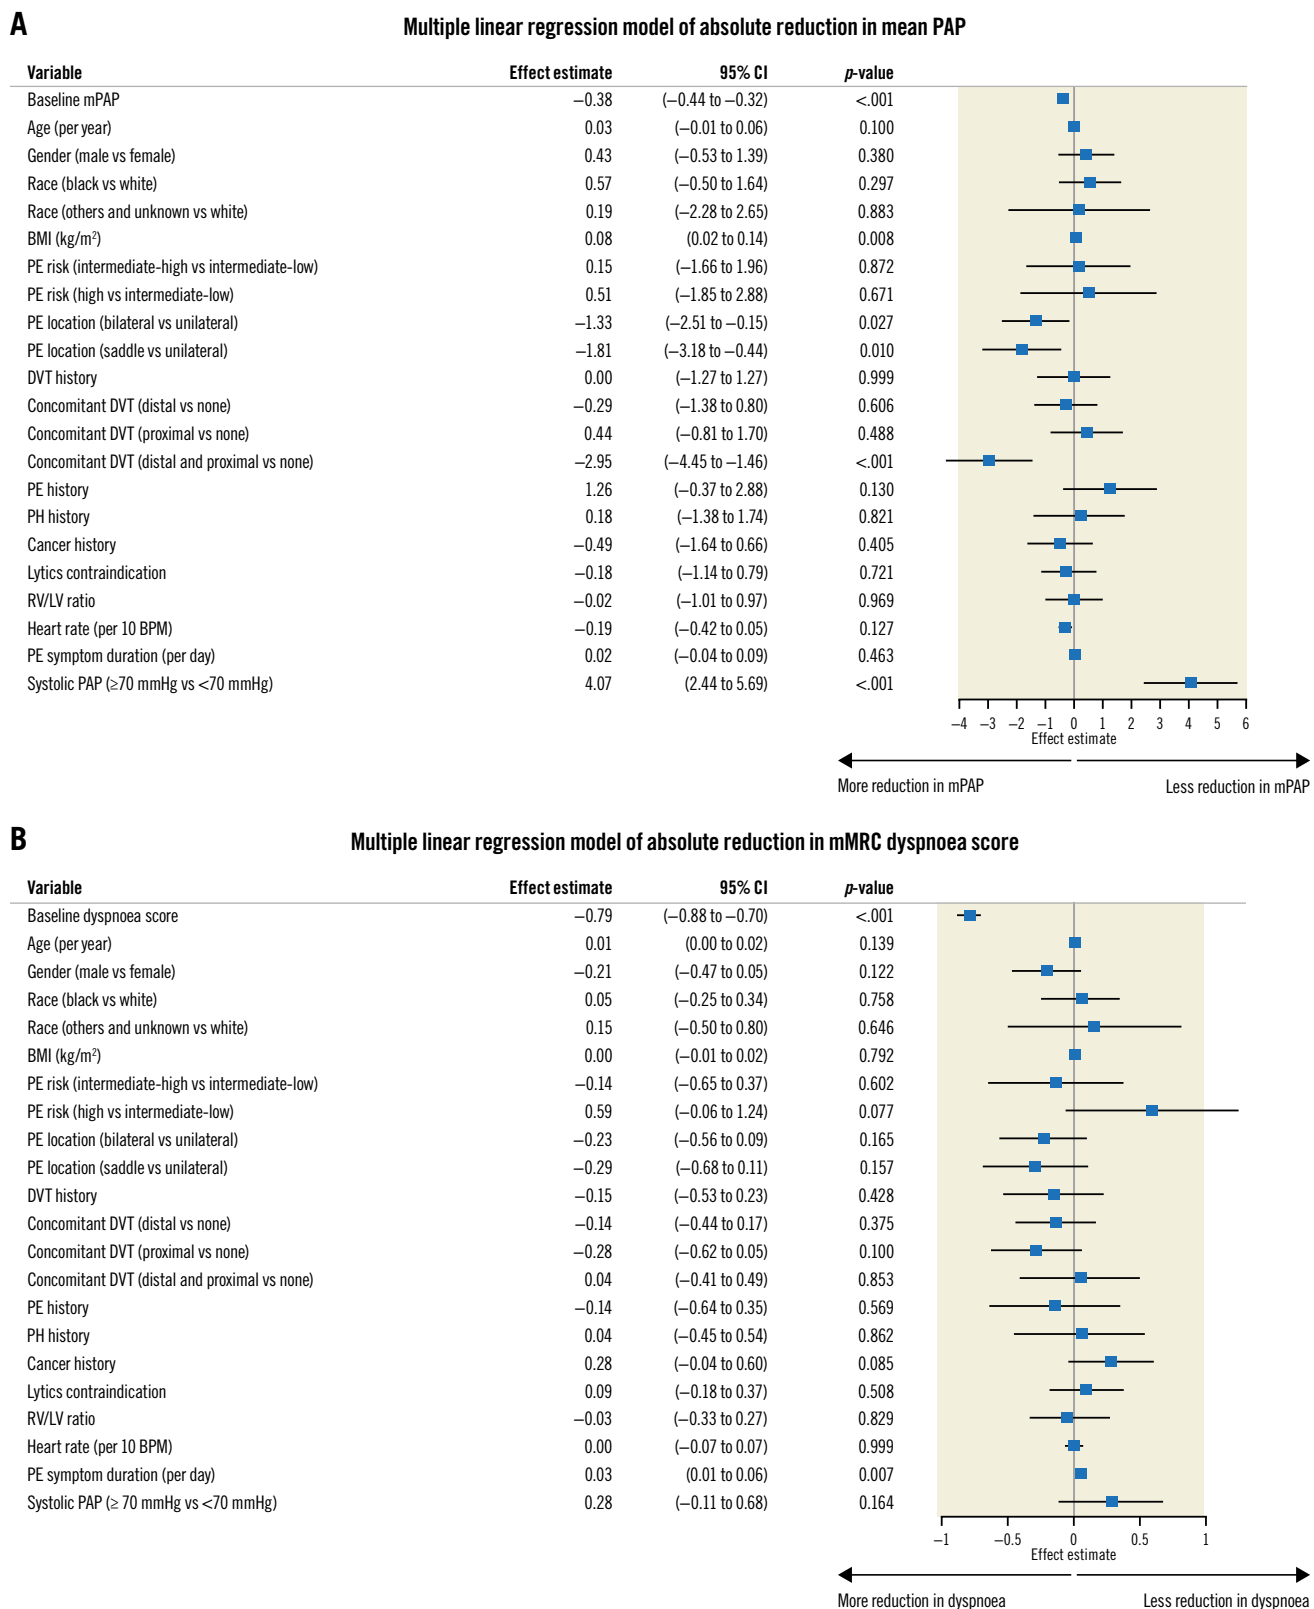 A
Multiple linear regression model of absolute reduction in mean PAP
Variable Effect estimate 95% CI p-value
Baseline mPAP −0.38 (−0.44 to −0.32) <.001
Age (per year) 0.03 (−0.01 to 0.06) 0.100
Gender (male vs female) 0.43 (−0.53 to 1.39) 0.380
Race (black vs white) 0.57 (−0.50 to 1.64) 0.297
Race (others and unknown vs white) 0.19 (−2.28 to 2.65) 0.883
BMI (kg/m²) 0.08 (0.02 to 0.14) 0.008
PE risk (intermediate-high vs intermediate-low) 0.15 (−1.66 to 1.96) 0.872
PE risk (high vs intermediate-low) 0.51 (−1.85 to 2.88) 0.671
PE location (bilateral vs unilateral) −1.33 (−2.51 to −0.15) 0.027
PE location (saddle vs unilateral) −1.81 (−3.18 to −0.44) 0.010
DVT history 0.00 (−1.27 to 1.27) 0.999
Concomitant DVT (distal vs none) −0.29 (−1.38 to 0.80) 0.606
Concomitant DVT (proximal vs none) 0.44 (−0.81 to 1.70) 0.488
Concomitant DVT (distal and proximal vs none) −2.95 (−4.45 to −1.46) <.001
PE history 1.26 (−0.37 to 2.88) 0.130
PH history 0.18 (−1.38 to 1.74) 0.821
Cancer history −0.49 (−1.64 to 0.66) 0.405
Lytics contraindication −0.18 (−1.14 to 0.79) 0.721
RV/LV ratio −0.02 (−1.01 to 0.97) 0.969
Heart rate (per 10 BPM) −0.19 (−0.42 to 0.05) 0.127
PE symptom duration (per day) 0.02 (−0.04 to 0.09) 0.463
Systolic PAP (≥70 mmHg vs <70 mmHg) 4.07 (2.44 to 5.69) <.001
−4 −3 −2 −1 0 1 2 3 4 5 6
Effect estimate
More reduction in mPAP Less reduction in mPAP
B
Multiple linear regression model of absolute reduction in mMRC dyspnoea score
Variable Effect estimate 95% CI p-value
Baseline dyspnoea score −0.79 (−0.88 to −0.70) <.001
Age (per year) 0.01 (0.00 to 0.02) 0.139
Gender (male vs female) −0.21 (−0.47 to 0.05) 0.122
Race (black vs white) 0.05 (−0.25 to 0.34) 0.758
Race (others and unknown vs white) 0.15 (−0.50 to 0.80) 0.646
BMI (kg/m²) 0.00 (−0.01 to 0.02) 0.792
PE risk (intermediate-high vs intermediate-low) −0.14 (−0.65 to 0.37) 0.602
PE risk (high vs intermediate-low) 0.59 (−0.06 to 1.24) 0.077
PE location (bilateral vs unilateral) −0.23 (−0.56 to 0.09) 0.165
PE location (saddle vs unilateral) −0.29 (−0.68 to 0.11) 0.157
DVT history −0.15 (−0.53 to 0.23) 0.428
Concomitant DVT (distal vs none) −0.14 (−0.44 to 0.17) 0.375
Concomitant DVT (proximal vs none) −0.28 (−0.62 to 0.05) 0.100
Concomitant DVT (distal and proximal vs none) 0.04 (−0.41 to 0.49) 0.853
PE history −0.14 (−0.64 to 0.35) 0.569
PH history 0.04 (−0.45 to 0.54) 0.862
Cancer history 0.28 (−0.04 to 0.60) 0.085
Lytics contraindication 0.09 (−0.18 to 0.37) 0.508
RV/LV ratio −0.03 (−0.33 to 0.27) 0.829
Heart rate (per 10 BPM) 0.00 (−0.07 to 0.07) 0.999
PE symptom duration (per day) 0.03 (0.01 to 0.06) 0.007
Systolic PAP (≥ 70 mmHg vs <70 mmHg) 0.28 (−0.11 to 0.68) 0.164
−1 −0.5 0 0.5 1
Effect estimate
More reduction in dyspnoea Less reduction in dyspnoea